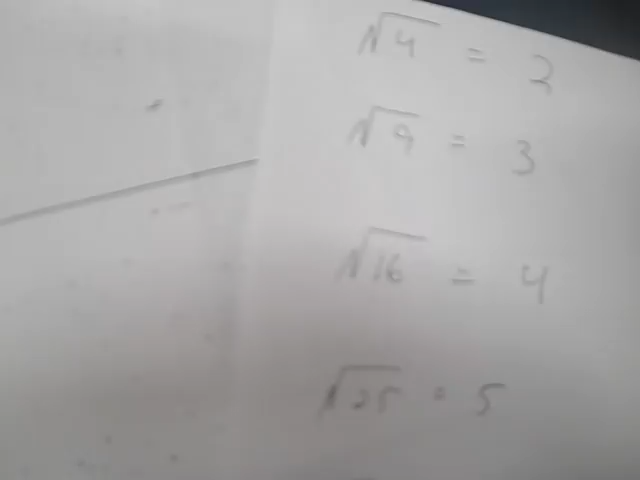 √4 = 2
√9 = 3
√16 = 4
√25 = 5